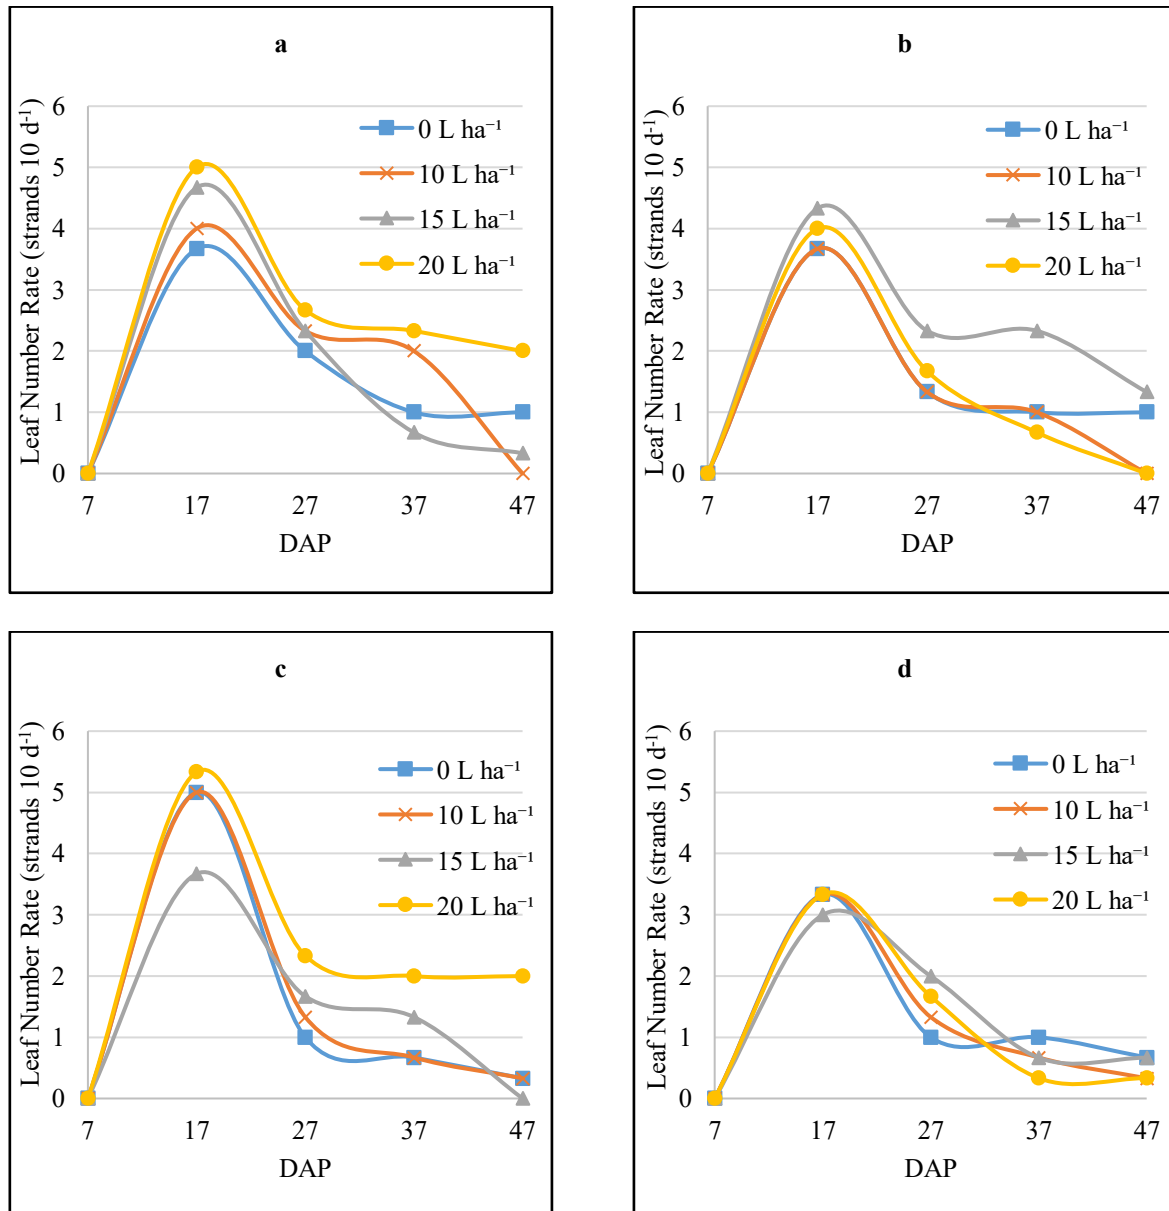 a
Leaf Number Rate (strands 10 d⁻¹)
6
5
4
3
2
1
0
7 17 27 37 47
DAP
0 L ha⁻¹
10 L ha⁻¹
15 L ha⁻¹
20 L ha⁻¹
b
Leaf Number Rate (strands 10 d⁻¹)
6
5
4
3
2
1
0
7 17 27 37 47
DAP
0 L ha⁻¹
10 L ha⁻¹
15 L ha⁻¹
20 L ha⁻¹
c
Leaf Number Rate (strands 10 d⁻¹)
6
5
4
3
2
1
0
7 17 27 37 47
DAP
0 L ha⁻¹
10 L ha⁻¹
15 L ha⁻¹
20 L ha⁻¹
d
Leaf Number Rate (strands 10 d⁻¹)
6
5
4
3
2
1
0
7 17 27 37 47
DAP
0 L ha⁻¹
10 L ha⁻¹
15 L ha⁻¹
20 L ha⁻¹